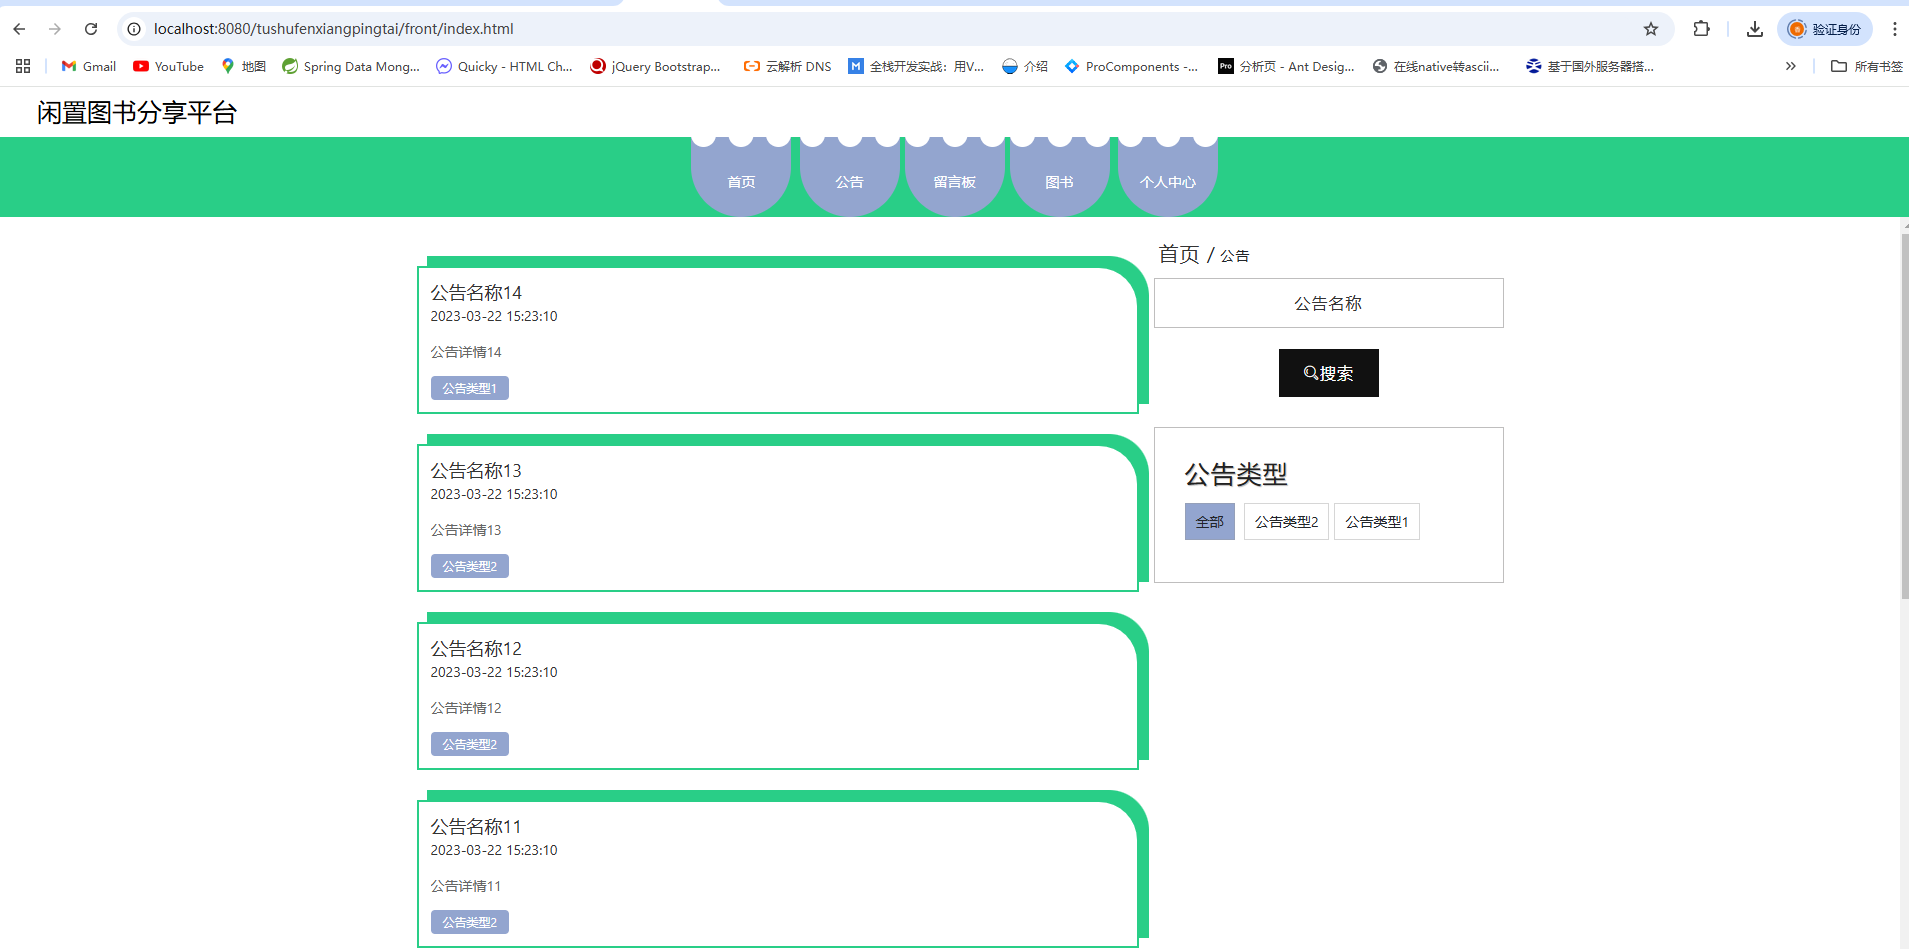 localhost:8080/tushufenxiangpingtai/front/index.html
验证身份
Gmail
YouTube
地图
Spring Data Mong...
Quicky - HTML Ch...
jQuery Bootstrap...
云解析 DNS
全栈开发实战：用V...
介绍
ProComponents -...
Pro
分析页 - Ant Desig...
在线native转ascii...
基于国外服务器搭...
所有书签
闲置图书分享平台
首页
公告
留言板
图书
个人中心
首页 / 公告
公告名称
搜索
公告类型
全部
公告类型2
公告类型1
公告名称14
2023-03-22 15:23:10
公告详情14
公告类型1
公告名称13
2023-03-22 15:23:10
公告详情13
公告类型2
公告名称12
2023-03-22 15:23:10
公告详情12
公告类型2
公告名称11
2023-03-22 15:23:10
公告详情11
公告类型2